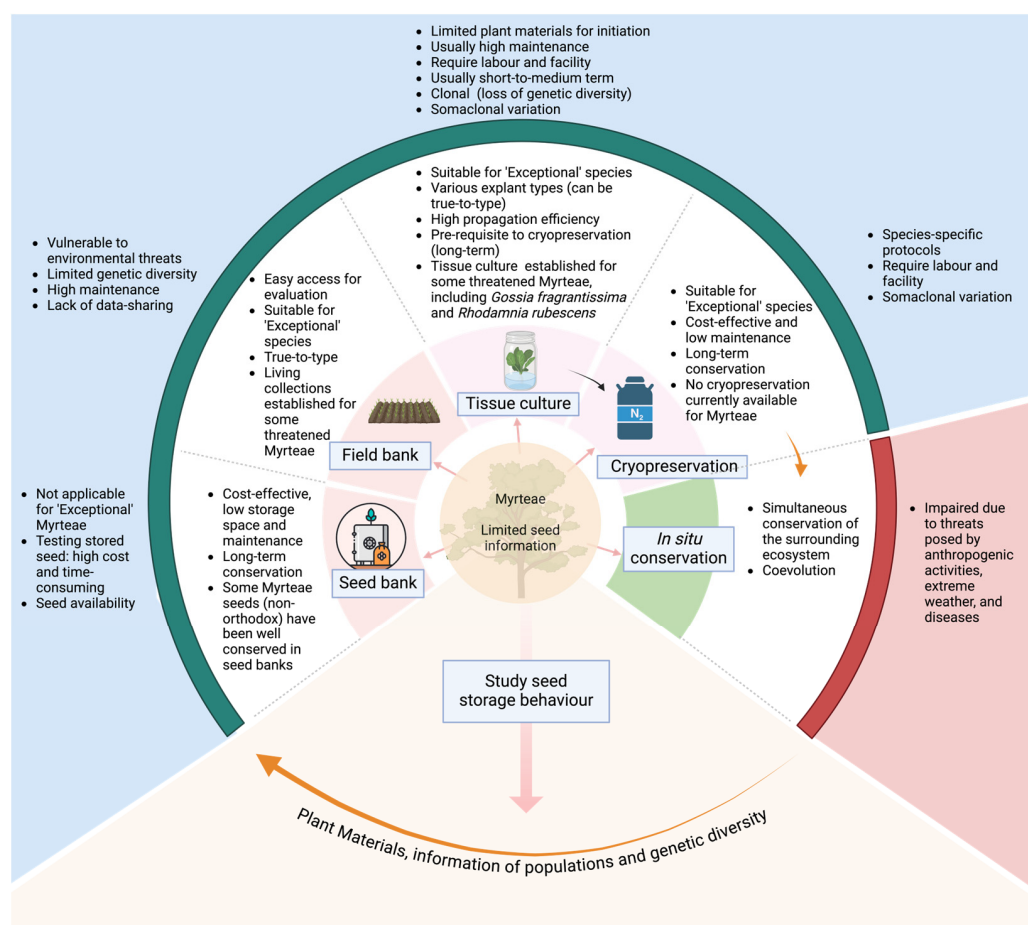 • Limited plant materials for initiation
• Usually high maintenance
• Require labour and facility
• Usually short-to-medium term
• Clonal (loss of genetic diversity)
• Somaclonal variation
• Suitable for 'Exceptional' species
• Various explant types (can be
true-to-type)
• High propagation efficiency
• Pre-requisite to cryopreservation
(long-term)
• Tissue culture established for
some threatened Myrteae,
including Gossia fragrantissima
and Rhodamnia rubescens
Tissue culture
• Vulnerable to
environmental threats
• Limited genetic diversity
• High maintenance
• Lack of data-sharing
• Easy access for
evaluation
• Suitable for
'Exceptional'
species
• True-to-type
• Living
collections
established for
some
threatened
Myrteae
Field bank
• Species-specific
protocols
• Require labour and
facility
• Somaclonal variation
• Suitable for
'Exceptional' species
• Cost-effective and
low maintenance
• Long-term
conservation
• No cryopreservation
currently available
for Myrteae
N₂
Cryopreservation
• Not applicable
for 'Exceptional'
Myrteae
• Testing stored
seed: high cost
and time-
consuming
• Seed availability
• Cost-effective,
low storage
space and
maintenance
• Long-term
conservation
• Some Myrteae
seeds (non-
orthodox) have
been well
conserved in
seed banks
Seed bank
Myrteae
Limited seed
information
In situ
conservation
• Simultaneous
conservation of
the surrounding
ecosystem
• Coevolution
• Impaired due
to threats
posed by
anthropogenic
activities,
extreme
weather, and
diseases
Study seed
storage behaviour
Plant Materials, information of populations and genetic diversity